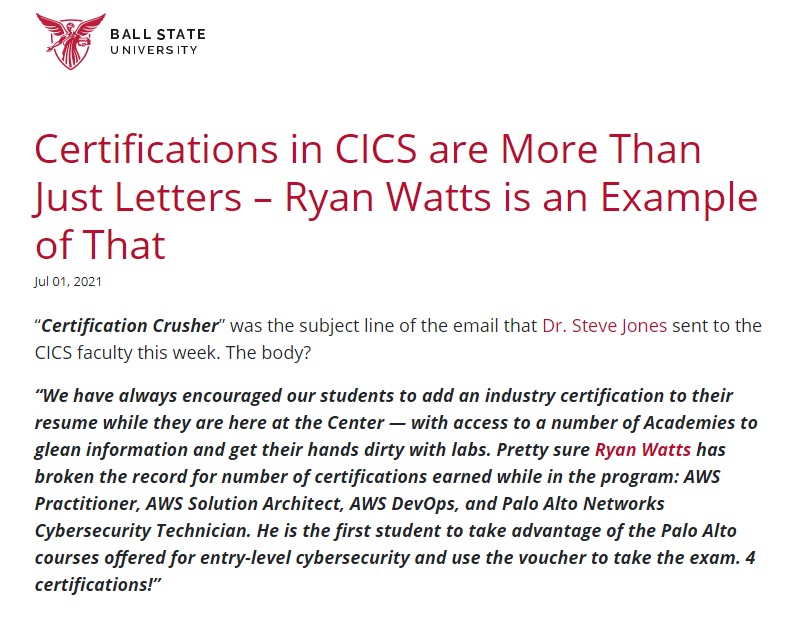 BALL STATE
UNIVERSITY
Certifications in CICS are More Than
Just Letters – Ryan Watts is an Example
of That
Jul 01, 2021
“Certification Crusher” was the subject line of the email that Dr. Steve Jones sent to the
CICS faculty this week. The body?
“We have always encouraged our students to add an industry certification to their
resume while they are here at the Center — with access to a number of Academies to
glean information and get their hands dirty with labs. Pretty sure Ryan Watts has
broken the record for number of certifications earned while in the program: AWS
Practitioner, AWS Solution Architect, AWS DevOps, and Palo Alto Networks
Cybersecurity Technician. He is the first student to take advantage of the Palo Alto
courses offered for entry-level cybersecurity and use the voucher to take the exam. 4
certifications!”